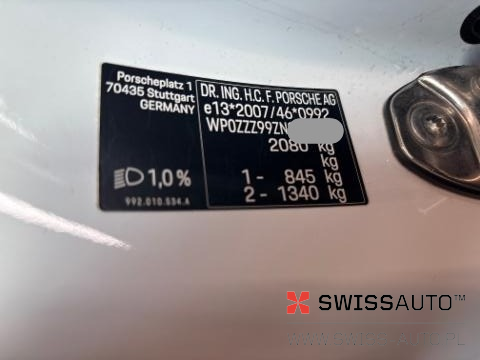 Porscheplatz 1
70435 Stuttgart
GERMANY
1,0 %
992.010.534.A
DR. ING. H.C. F. PORSCHE AG
e13*2007/46*0992
WP0ZZZ99ZN
2080 kg
kg
1 - 845 kg
2 - 1340 kg
SWISSAUTO™